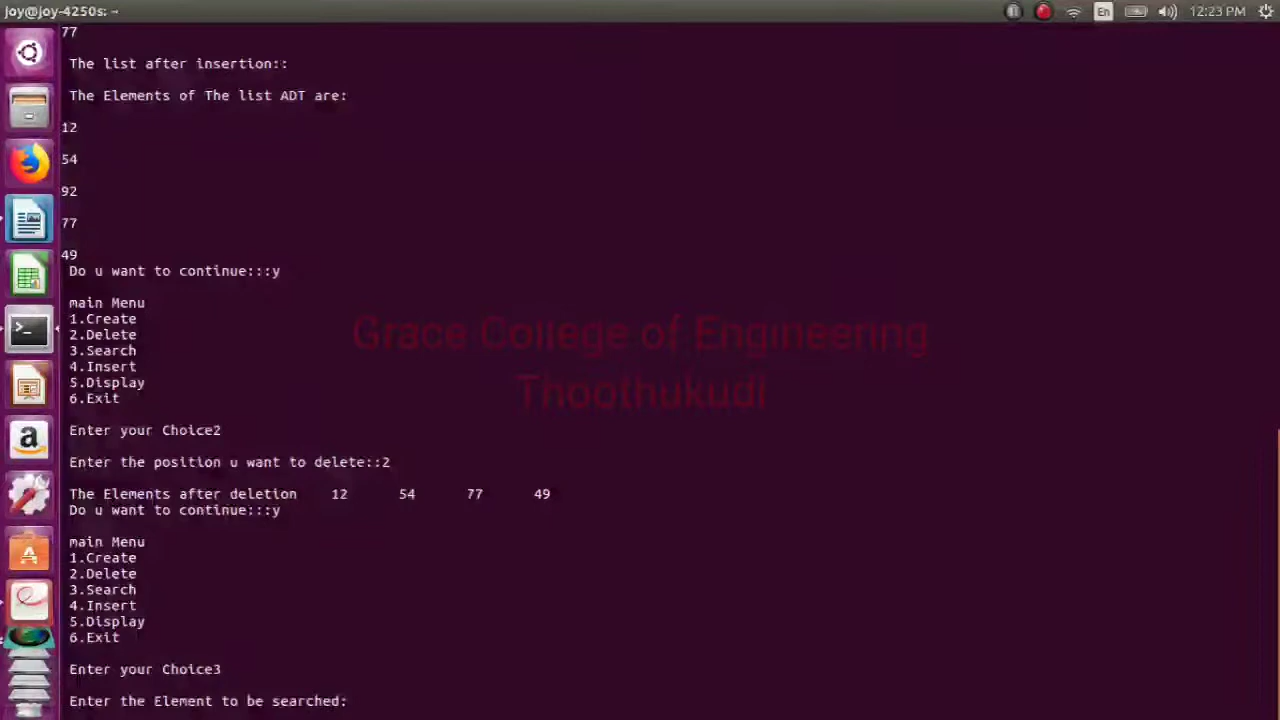 joy@joy-4250s: ~
En
12:23 PM
77
The list after insertion::
The Elements of The list ADT are:
12
54
92
77
49
Do u want to continue:::y
main Menu
1.Create
2.Delete
3.Search
4.Insert
5.Display
6.Exit
Enter your Choice2
Enter the position u want to delete::2
The Elements after deletion 12 54 77 49
Do u want to continue:::y
main Menu
1.Create
2.Delete
3.Search
4.Insert
5.Display
6.Exit
Enter your Choice3
Enter the Element to be searched:
Grace College of Engineering
Thoothukudi